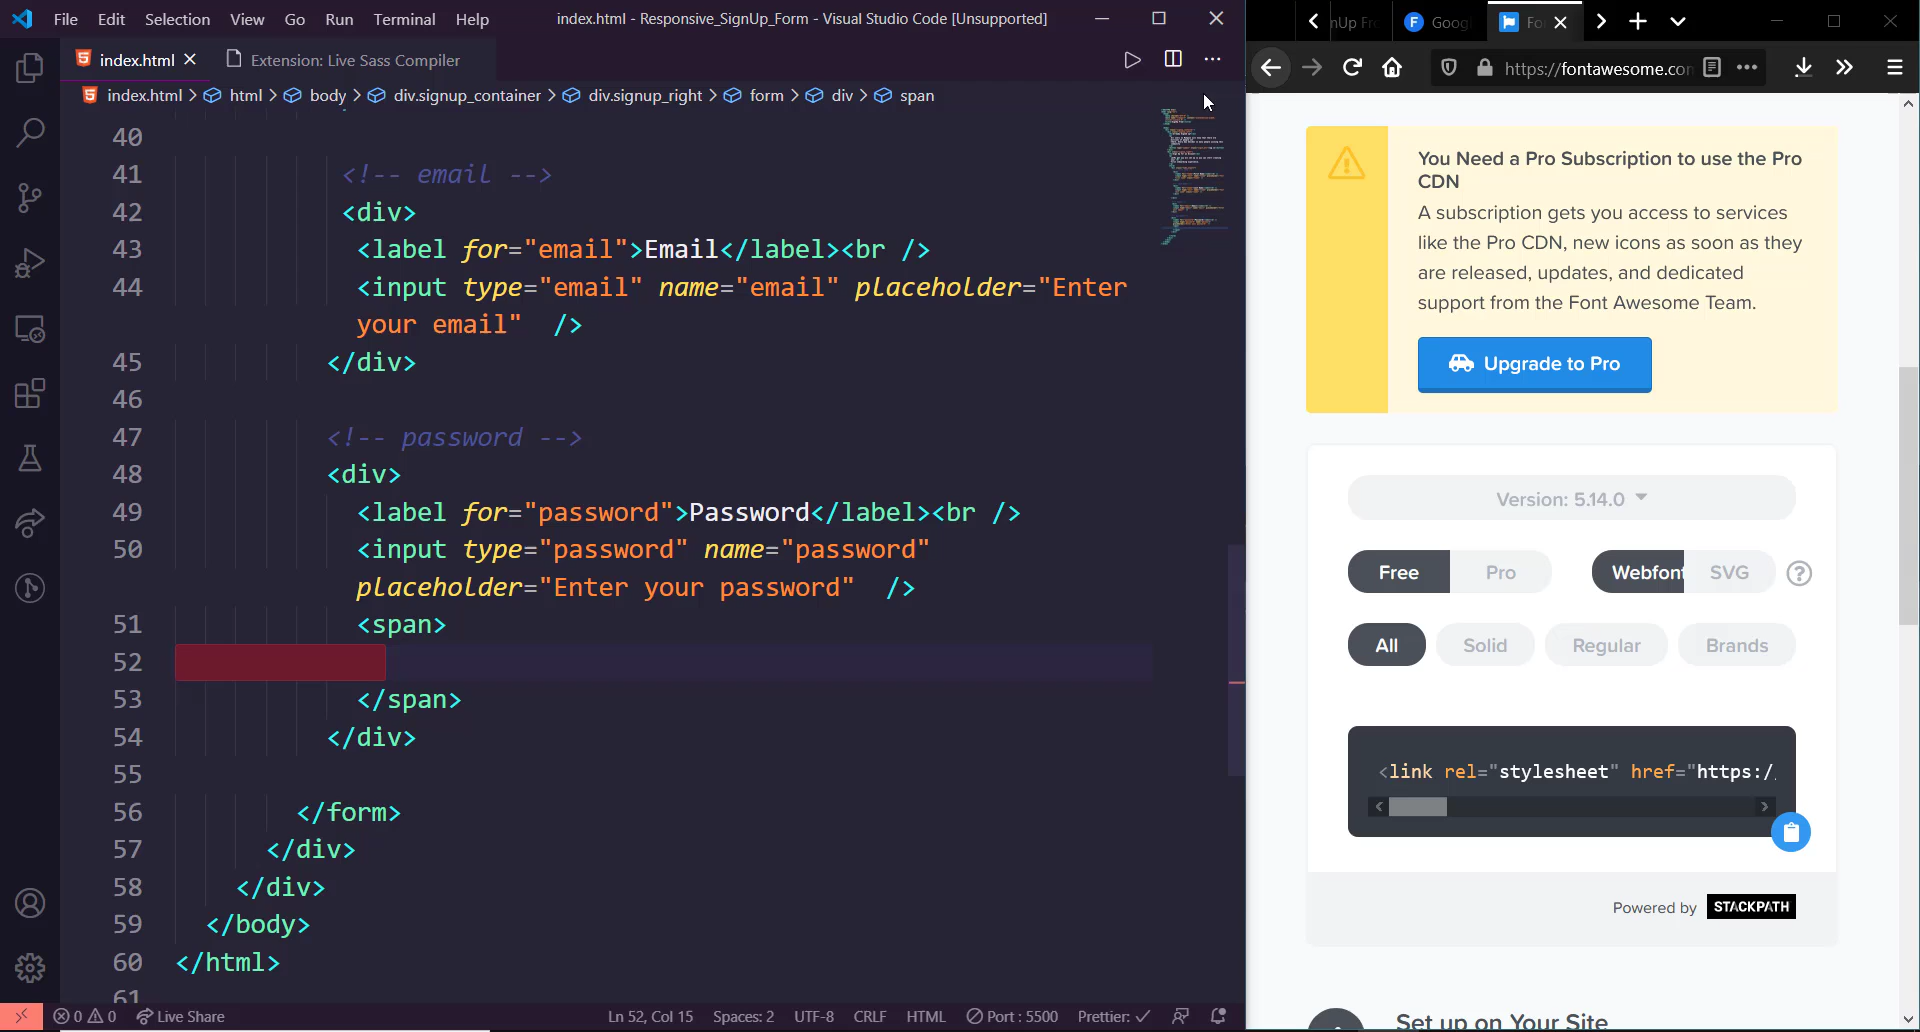 File Edit Selection View Go Run Terminal Help
index.html - Responsive_SignUp_Form - Visual Studio Code [Unsupported]
index.html
Extension: Live Sass Compiler
index.html > html > body > div.signup_container > div.signup_right > form > div > span
40
41 <!-- email -->
42 <div>
43 <label for="email">Email</label><br />
44 <input type="email" name="email" placeholder="Enter
your email" />
45 </div>
46
47 <!-- password -->
48 <div>
49 <label for="password">Password</label><br />
50 <input type="password" name="password"
placeholder="Enter your password" />
51 <span>
52
53 </span>
54 </div>
55
56 </form>
57 </div>
58 </div>
59 </body>
60 </html>
61
0 0 Live Share
Ln 52, Col 15 Spaces: 2 UTF-8 CRLF HTML Port : 5500 Prettier: ✓
nUp Fr
F Goog
Fo
https://fontawesome.con
You Need a Pro Subscription to use the Pro
CDN
A subscription gets you access to services
like the Pro CDN, new icons as soon as they
are released, updates, and dedicated
support from the Font Awesome Team.
Upgrade to Pro
Version: 5.14.0
Free Pro Webfont SVG ?
All Solid Regular Brands
<link rel="stylesheet" href="https:/
Powered by STACKPATH
Set up on Your Site